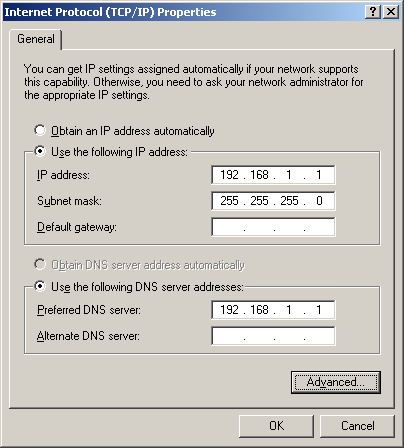 Internet Protocol (TCP/IP) Properties
General
You can get IP settings assigned automatically if your network supports
this capability. Otherwise, you need to ask your network administrator for
the appropriate IP settings.
Obtain an IP address automatically
Use the following IP address:
IP address: 192 . 168 . 1 . 1
Subnet mask: 255 . 255 . 255 . 0
Default gateway: . . .
Obtain DNS server address automatically
Use the following DNS server addresses:
Preferred DNS server: 192 . 168 . 1 . 1
Alternate DNS server: . . .
Advanced...
OK Cancel